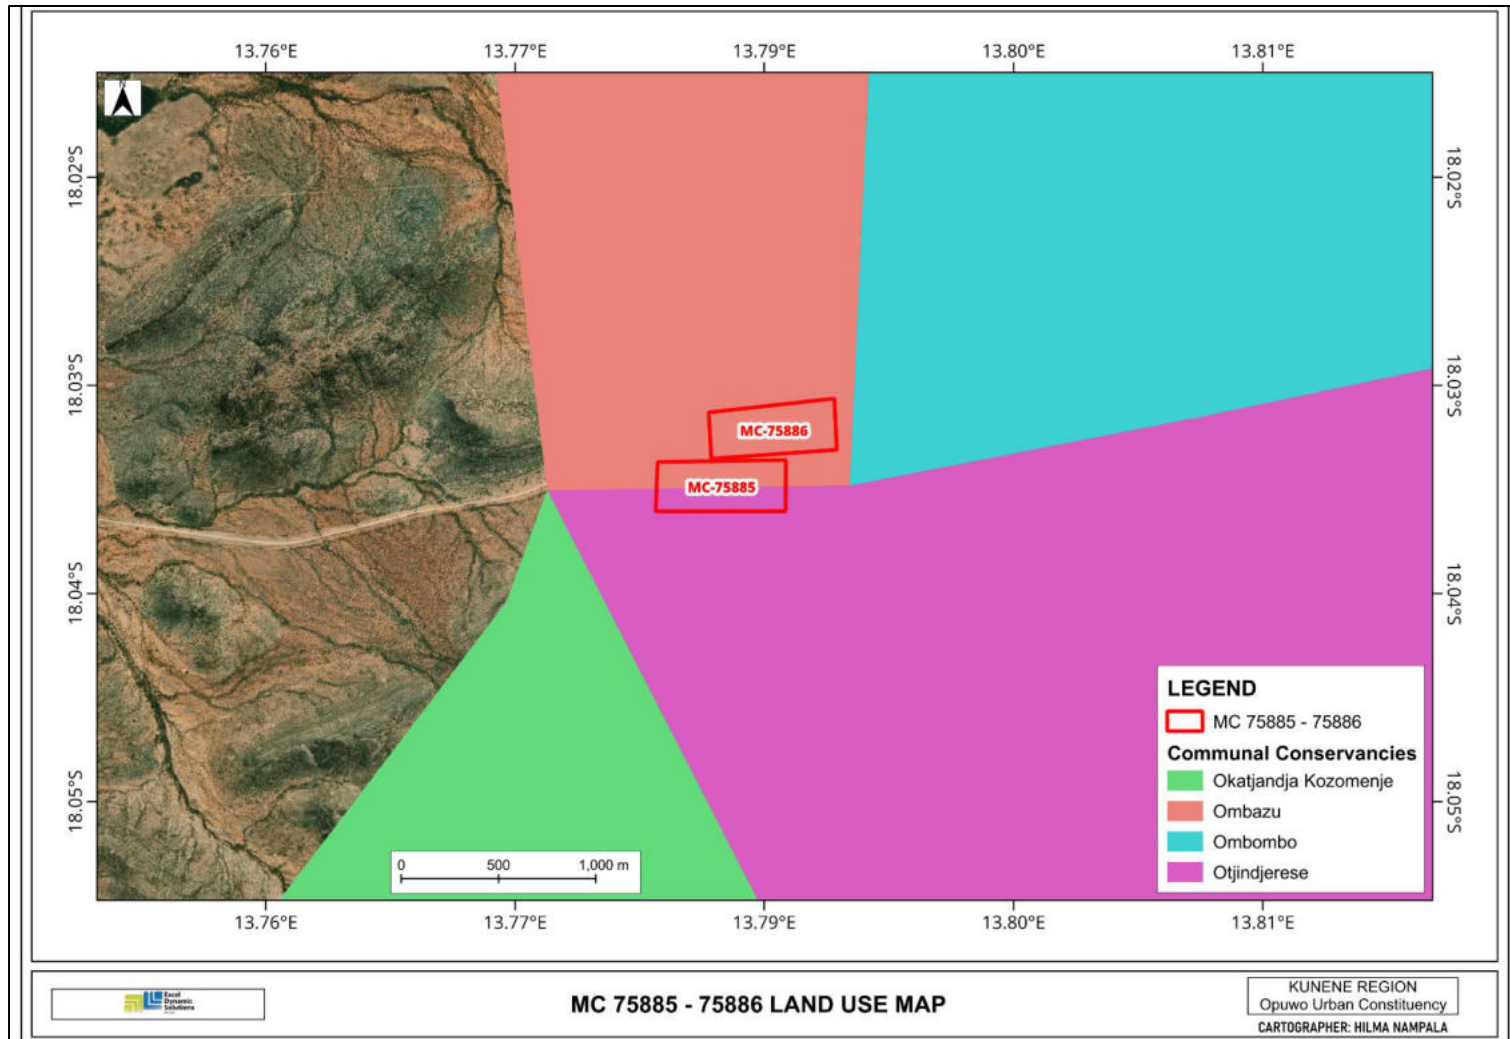 13.76°E 13.77°E 13.79°E 13.80°E 13.81°E
N
18.02°S 18.02°S
18.03°S 18.03°S
MC-75886
MC-75885
18.04°S 18.04°S
LEGEND
MC 75885 - 75886
Communal Conservancies
Okatjandja Kozomenje
Ombazu
Ombombo
Otjindjerese
18.05°S 18.05°S
0 500 1,000 m
13.76°E 13.77°E 13.79°E 13.80°E 13.81°E
Excel
Dynamic
Solutions
MC 75885 - 75886 LAND USE MAP
KUNENE REGION
Opuwo Urban Constituency
CARTOGRAPHER: HILMA NAMPALA